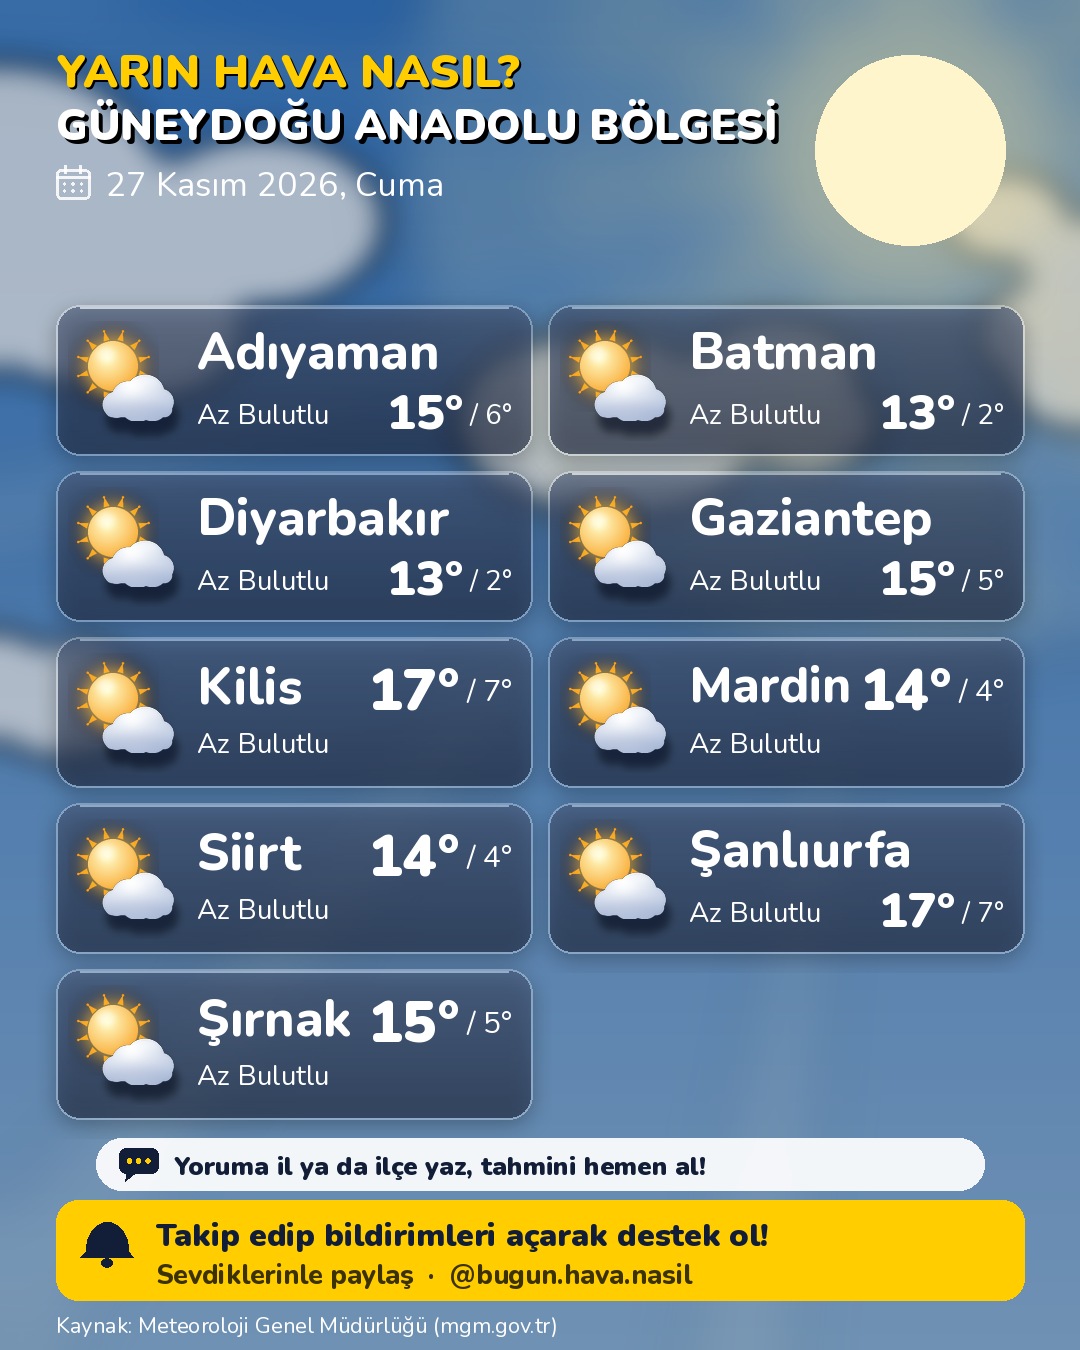 YARIN HAVA NASIL?
GÜNEYDOĞU ANADOLU BÖLGESİ
27 Kasım 2026, Cuma
Adıyaman
Az Bulutlu 15° / 6°
Batman
Az Bulutlu 13° / 2°
Diyarbakır
Az Bulutlu 13° / 2°
Gaziantep
Az Bulutlu 15° / 5°
Kilis 17° / 7°
Az Bulutlu
Mardin 14° / 4°
Az Bulutlu
Siirt 14° / 4°
Az Bulutlu
Şanlıurfa
Az Bulutlu 17° / 7°
Şırnak 15° / 5°
Az Bulutlu
Yoruma il ya da ilçe yaz, tahmini hemen al!
Takip edip bildirimleri açarak destek ol!
Sevdiklerinle paylaş · @bugun.hava.nasil
Kaynak: Meteoroloji Genel Müdürlüğü (mgm.gov.tr)